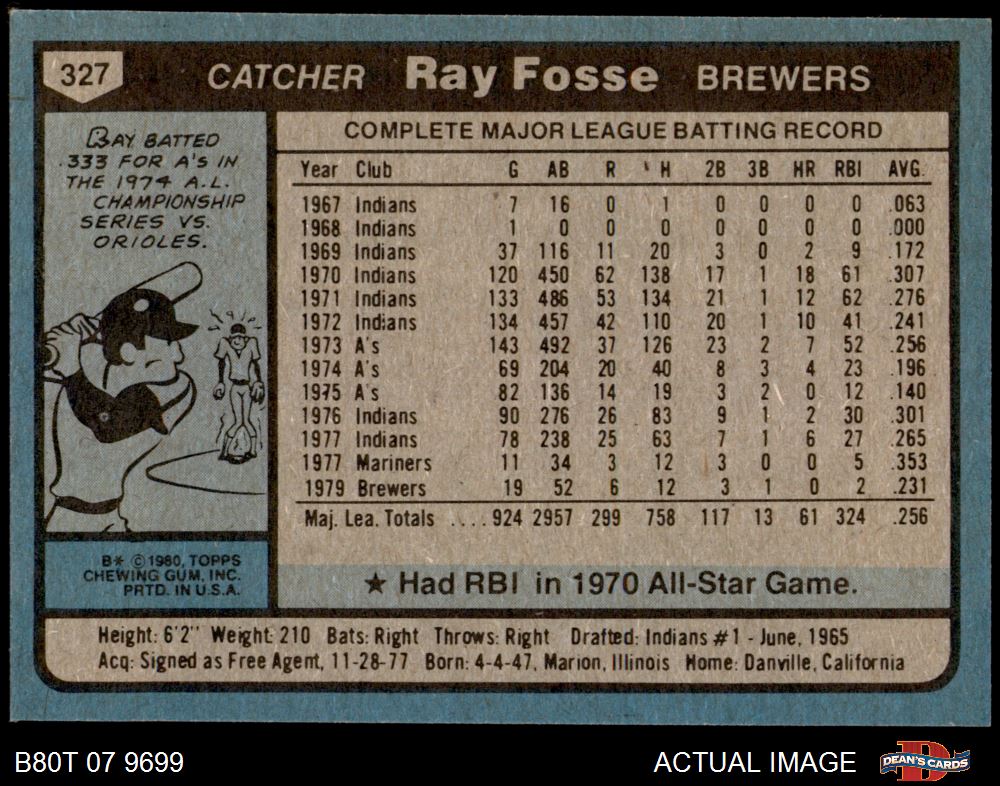 327 CATCHER Ray Fosse BREWERS
RAY BATTED
.333 FOR A'S IN
THE 1974 A.L.
CHAMPIONSHIP
SERIES VS.
ORIOLES.
B* ©1980, TOPPS
CHEWING GUM, INC.
PRTD. IN U.S.A.
COMPLETE MAJOR LEAGUE BATTING RECORD
Year Club G AB R H 2B 3B HR RBI AVG.
1967 Indians 7 16 0 1 0 0 0 0 .063
1968 Indians 1 0 0 0 0 0 0 0 .000
1969 Indians 37 116 11 20 3 0 2 9 .172
1970 Indians 120 450 62 138 17 1 18 61 .307
1971 Indians 133 486 53 134 21 1 12 62 .276
1972 Indians 134 457 42 110 20 1 10 41 .241
1973 A's 143 492 37 126 23 2 7 52 .256
1974 A's 69 204 20 40 8 3 4 23 .196
1975 A's 82 136 14 19 3 2 0 12 .140
1976 Indians 90 276 26 83 9 1 2 30 .301
1977 Indians 78 238 25 63 7 1 6 27 .265
1977 Mariners 11 34 3 12 3 0 0 5 .353
1979 Brewers 19 52 6 12 3 1 0 2 .231
Maj. Lea. Totals .... 924 2957 299 758 117 13 61 324 .256
★ Had RBI in 1970 All-Star Game.
Height: 6'2" Weight: 210 Bats: Right Throws: Right Drafted: Indians #1 - June, 1965
Acq: Signed as Free Agent, 11-28-77 Born: 4-4-47, Marion, Illinois Home: Danville, California
B80T 07 9699 ACTUAL IMAGE D DEAN'S CARDS